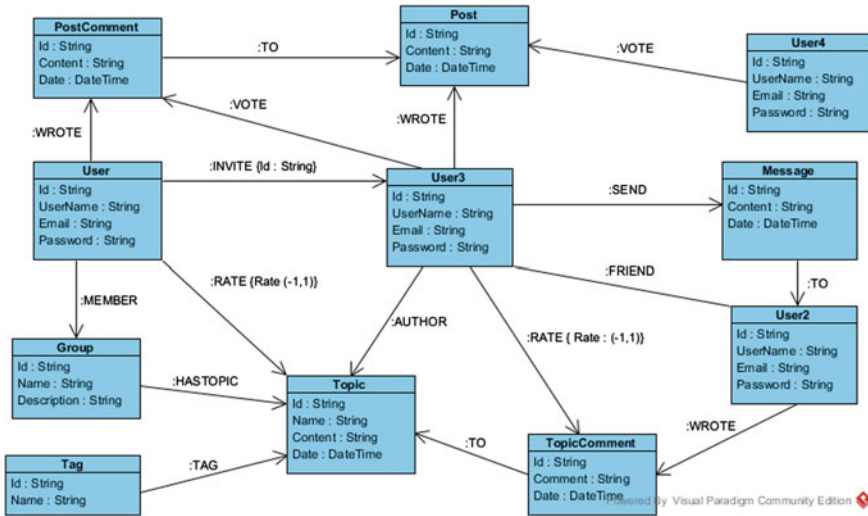 PostComment
Id : String
Content : String
Date : DateTime
:TO
Post
Id : String
Content : String
Date : DateTime
:VOTE
User4
Id : String
UserName : String
Email : String
Password : String
:WROTE
:VOTE
:WROTE
User
Id : String
UserName : String
Email : String
Password : String
:INVITE {Id : String}
User3
Id : String
UserName : String
Email : String
Password : String
:SEND
Message
Id : String
Content : String
Date : DateTime
:MEMBER
:RATE {Rate (-1,1)}
:AUTHOR
:FRIEND
:TO
User2
Id : String
UserName : String
Email : String
Password : String
Group
Id : String
Name : String
Description : String
:HASTOPIC
Topic
Id : String
Name : String
Content : String
Date : DateTime
:RATE { Rate : (-1,1)}
:WROTE
Tag
Id : String
Name : String
:TAG
:TO
TopicComment
Id : String
Comment : String
Date : DateTime
Powered By Visual Paradigm Community Edition